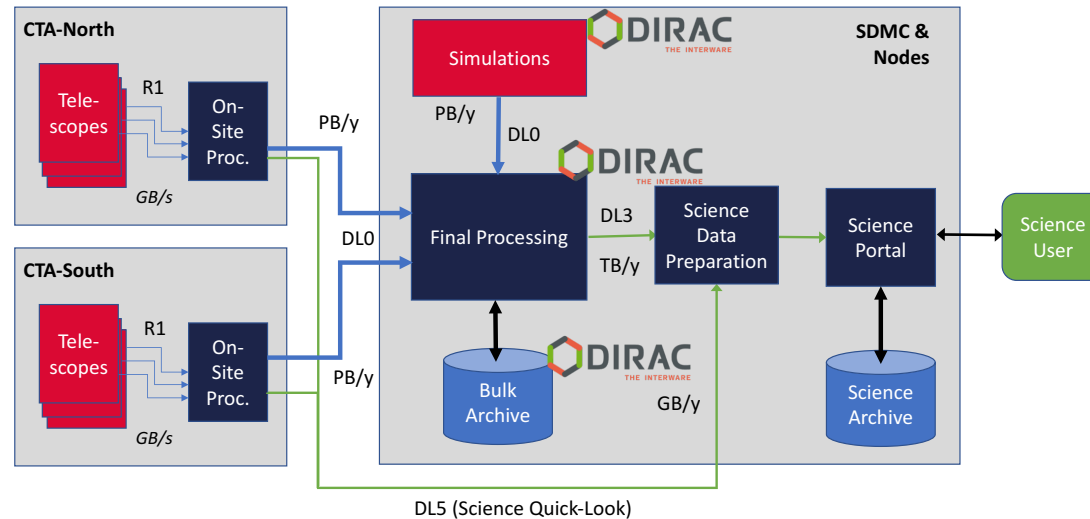 CTA-North
Tele-
scopes
R1
On-
Site
Proc.
GB/s
PB/y
CTA-South
Tele-
scopes
R1
On-
Site
Proc.
GB/s
PB/y
DL0
SDMC &
Nodes
Simulations
DIRAC
THE INTERWARE
PB/y
DL0
DIRAC
THE INTERWARE
Final Processing
DL3
TB/y
Science
Data
Preparation
Science
Portal
Science
User
DIRAC
THE INTERWARE
Bulk
Archive
GB/y
Science
Archive
DL5 (Science Quick-Look)